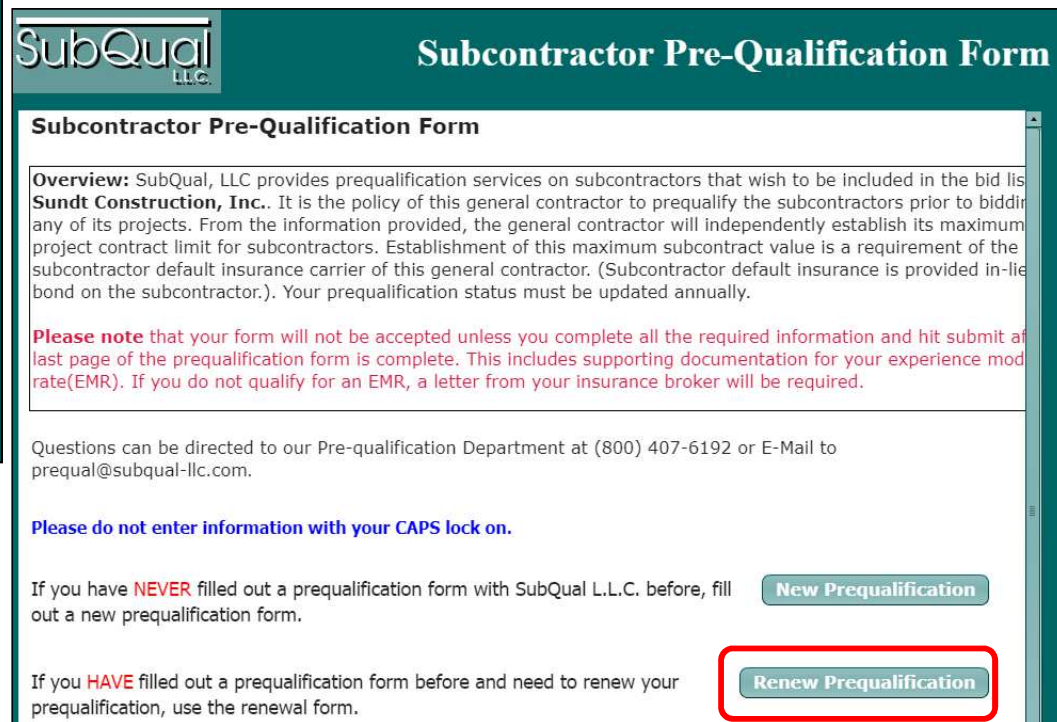 SubQual
L.L.C.
Subcontractor Pre-Qualification Form
Subcontractor Pre-Qualification Form
Overview: SubQual, LLC provides prequalification services on subcontractors that wish to be included in the bid lis
Sundt Construction, Inc.. It is the policy of this general contractor to prequalify the subcontractors prior to biddin
any of its projects. From the information provided, the general contractor will independently establish its maximum
project contract limit for subcontractors. Establishment of this maximum subcontract value is a requirement of the
subcontractor default insurance carrier of this general contractor. (Subcontractor default insurance is provided in-lie
bond on the subcontractor.). Your prequalification status must be updated annually.
Please note that your form will not be accepted unless you complete all the required information and hit submit af
last page of the prequalification form is complete. This includes supporting documentation for your experience mod
rate(EMR). If you do not qualify for an EMR, a letter from your insurance broker will be required.
Questions can be directed to our Pre-qualification Department at (800) 407-6192 or E-Mail to
prequal@subqual-llc.com.
Please do not enter information with your CAPS lock on.
If you have NEVER filled out a prequalification form with SubQual L.L.C. before, fill
out a new prequalification form.
New Prequalification
If you HAVE filled out a prequalification form before and need to renew your
prequalification, use the renewal form.
Renew Prequalification